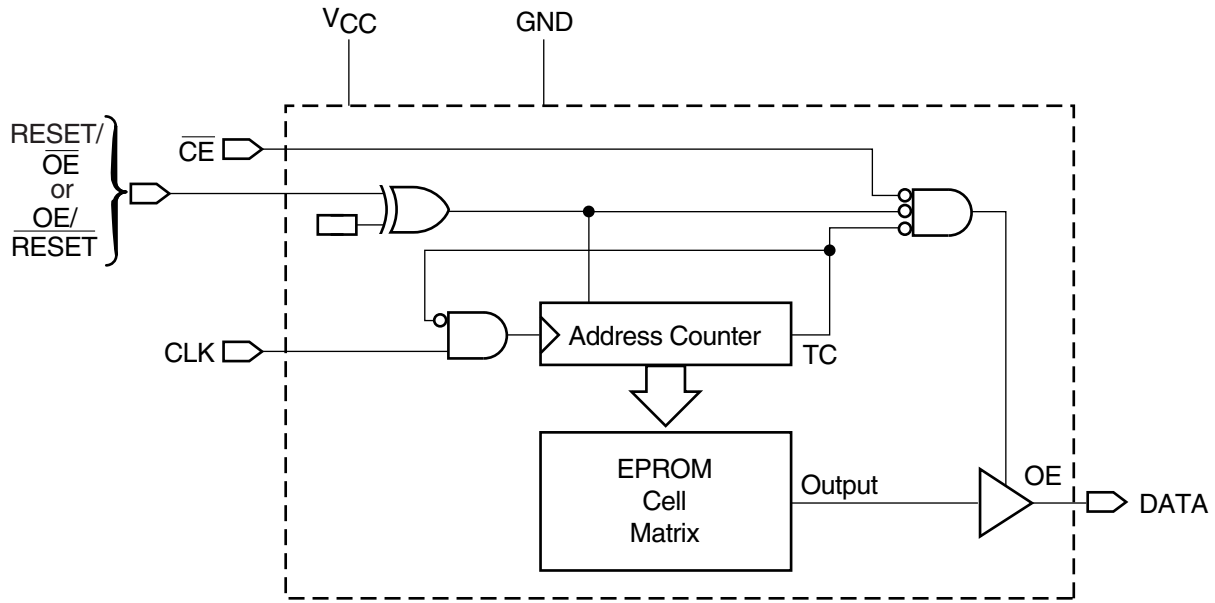 VCC
GND
RESET/
OE
or
OE/
RESET
CE
CLK
Address Counter
TC
EPROM
Cell
Matrix
Output
OE
DATA